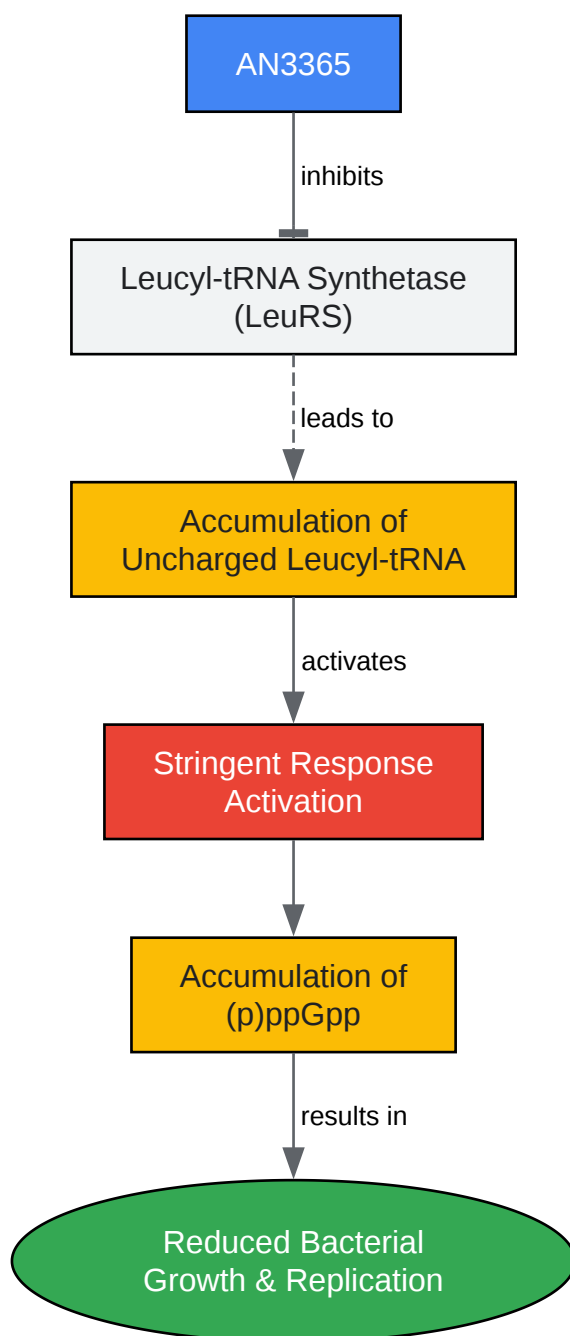 AN3365
inhibits
Leucyl-tRNA Synthetase
(LeuRS)
leads to
Accumulation of
Uncharged Leucyl-tRNA
activates
Stringent Response
Activation
Accumulation of
(p)ppGpp
results in
Reduced Bacterial
Growth & Replication